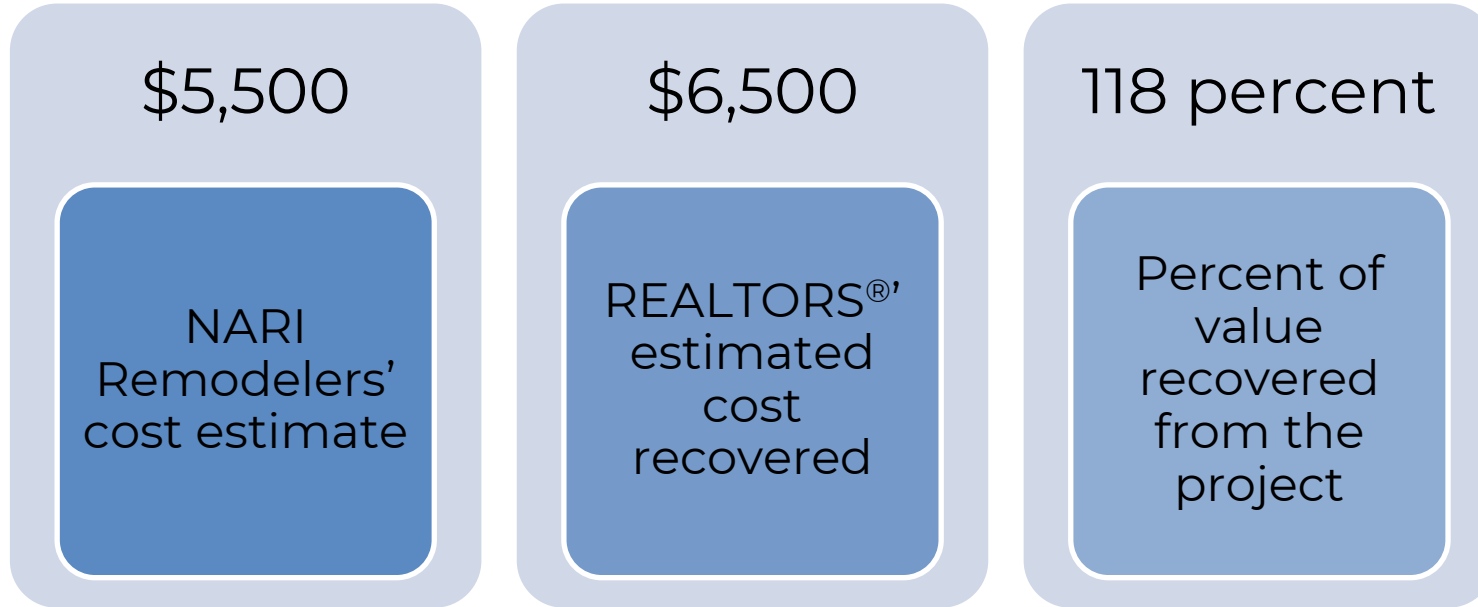 $5,500
NARI
Remodelers’
cost estimate
$6,500
REALTORS®’
estimated
cost
recovered
118 percent
Percent of
value
recovered
from the
project